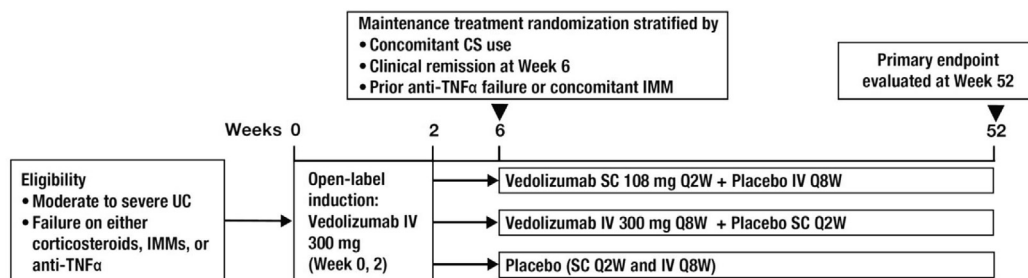 Maintenance treatment randomization stratified by
• Concomitant CS use
• Clinical remission at Week 6
• Prior anti-TNFα failure or concomitant IMM
Primary endpoint
evaluated at Week 52
Weeks 0 2 6 52
Eligibility
• Moderate to severe UC
• Failure on either
corticosteroids, IMMs, or
anti-TNFα
Open-label
induction:
Vedolizumab IV
300 mg
(Week 0, 2)
Vedolizumab SC 108 mg Q2W + Placebo IV Q8W
Vedolizumab IV 300 mg Q8W + Placebo SC Q2W
Placebo (SC Q2W and IV Q8W)